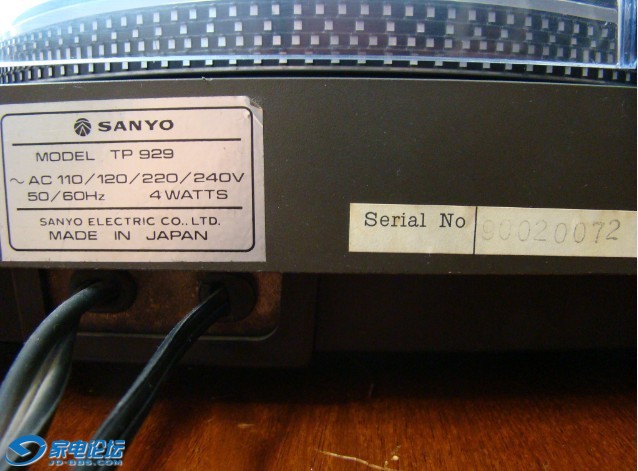 SANYO
MODEL TP 929
~ AC 110/120/220/240V
50/60Hz 4 WATTS
SANYO ELECTRIC CO., LTD.
MADE IN JAPAN
Serial No 90020072
家电论坛
JD-BBS.COM